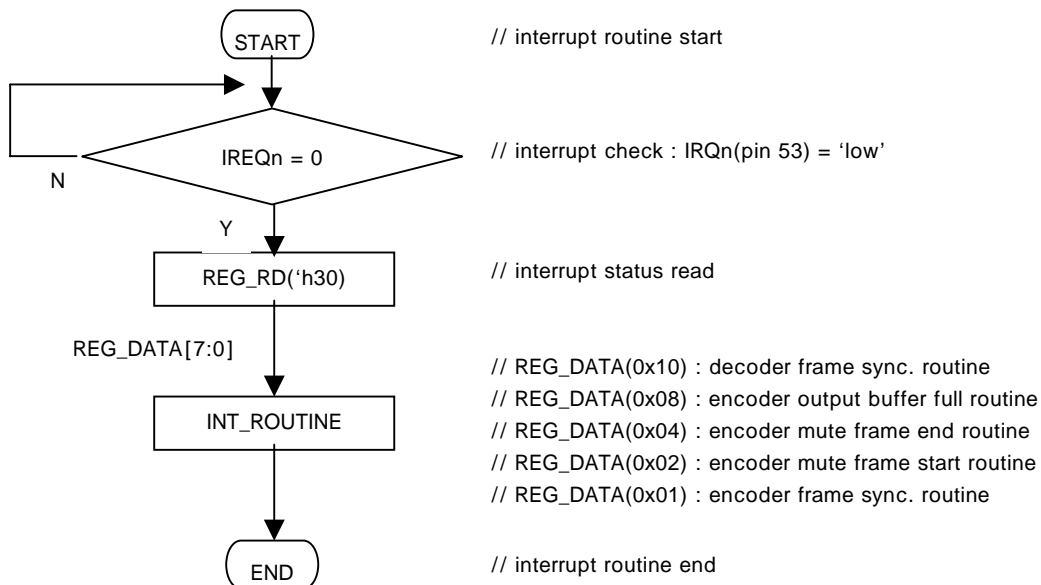 START // interrupt routine start
IREQn = 0 // interrupt check : IRQn(pin 53) = ‘low’
N
Y
REG_RD(‘h30) // interrupt status read
REG_DATA[7:0]
// REG_DATA(0x10) : decoder frame sync. routine
// REG_DATA(0x08) : encoder output buffer full routine
INT_ROUTINE // REG_DATA(0x04) : encoder mute frame end routine
// REG_DATA(0x02) : encoder mute frame start routine
// REG_DATA(0x01) : encoder frame sync. routine
END // interrupt routine end